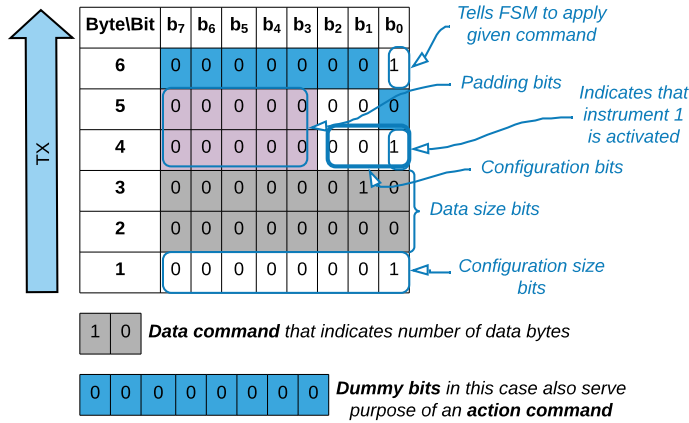 Byte\Bit b7 b6 b5 b4 b3 b2 b1 b0
6 0 0 0 0 0 0 0 1
5 0 0 0 0 0 0 0 0
4 0 0 0 0 0 0 0 1
3 0 0 0 0 0 0 1 0
2 0 0 0 0 0 0 0 0
1 0 0 0 0 0 0 0 1
TX
Tells FSM to apply
given command
Padding bits
Indicates that
instrument 1
is activated
Configuration bits
Data size bits
Configuration size
bits
1 0 Data command that indicates number of data bytes
0 0 0 0 0 0 0 0 Dummy bits in this case also serve
purpose of an action command